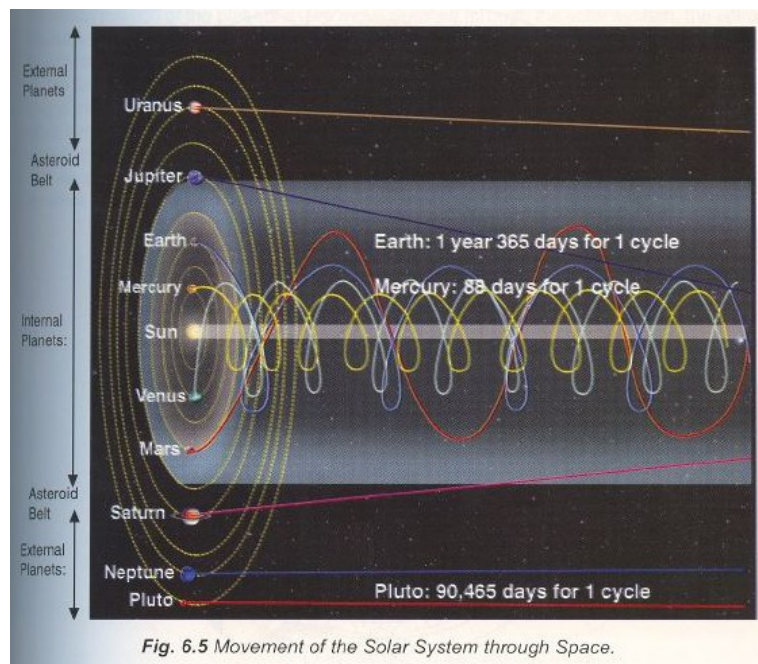 External
Planets
Uranus
Asteroid
Belt
Jupiter
Earth
Earth: 1 year 365 days for 1 cycle
Mercury
Mercury: 88 days for 1 cycle
Internal
Planets:
Sun
Venus
Mars
Asteroid
Belt
Saturn
External
Planets:
Neptune
Pluto: 90,465 days for 1 cycle
Pluto
Fig. 6.5 Movement of the Solar System through Space.